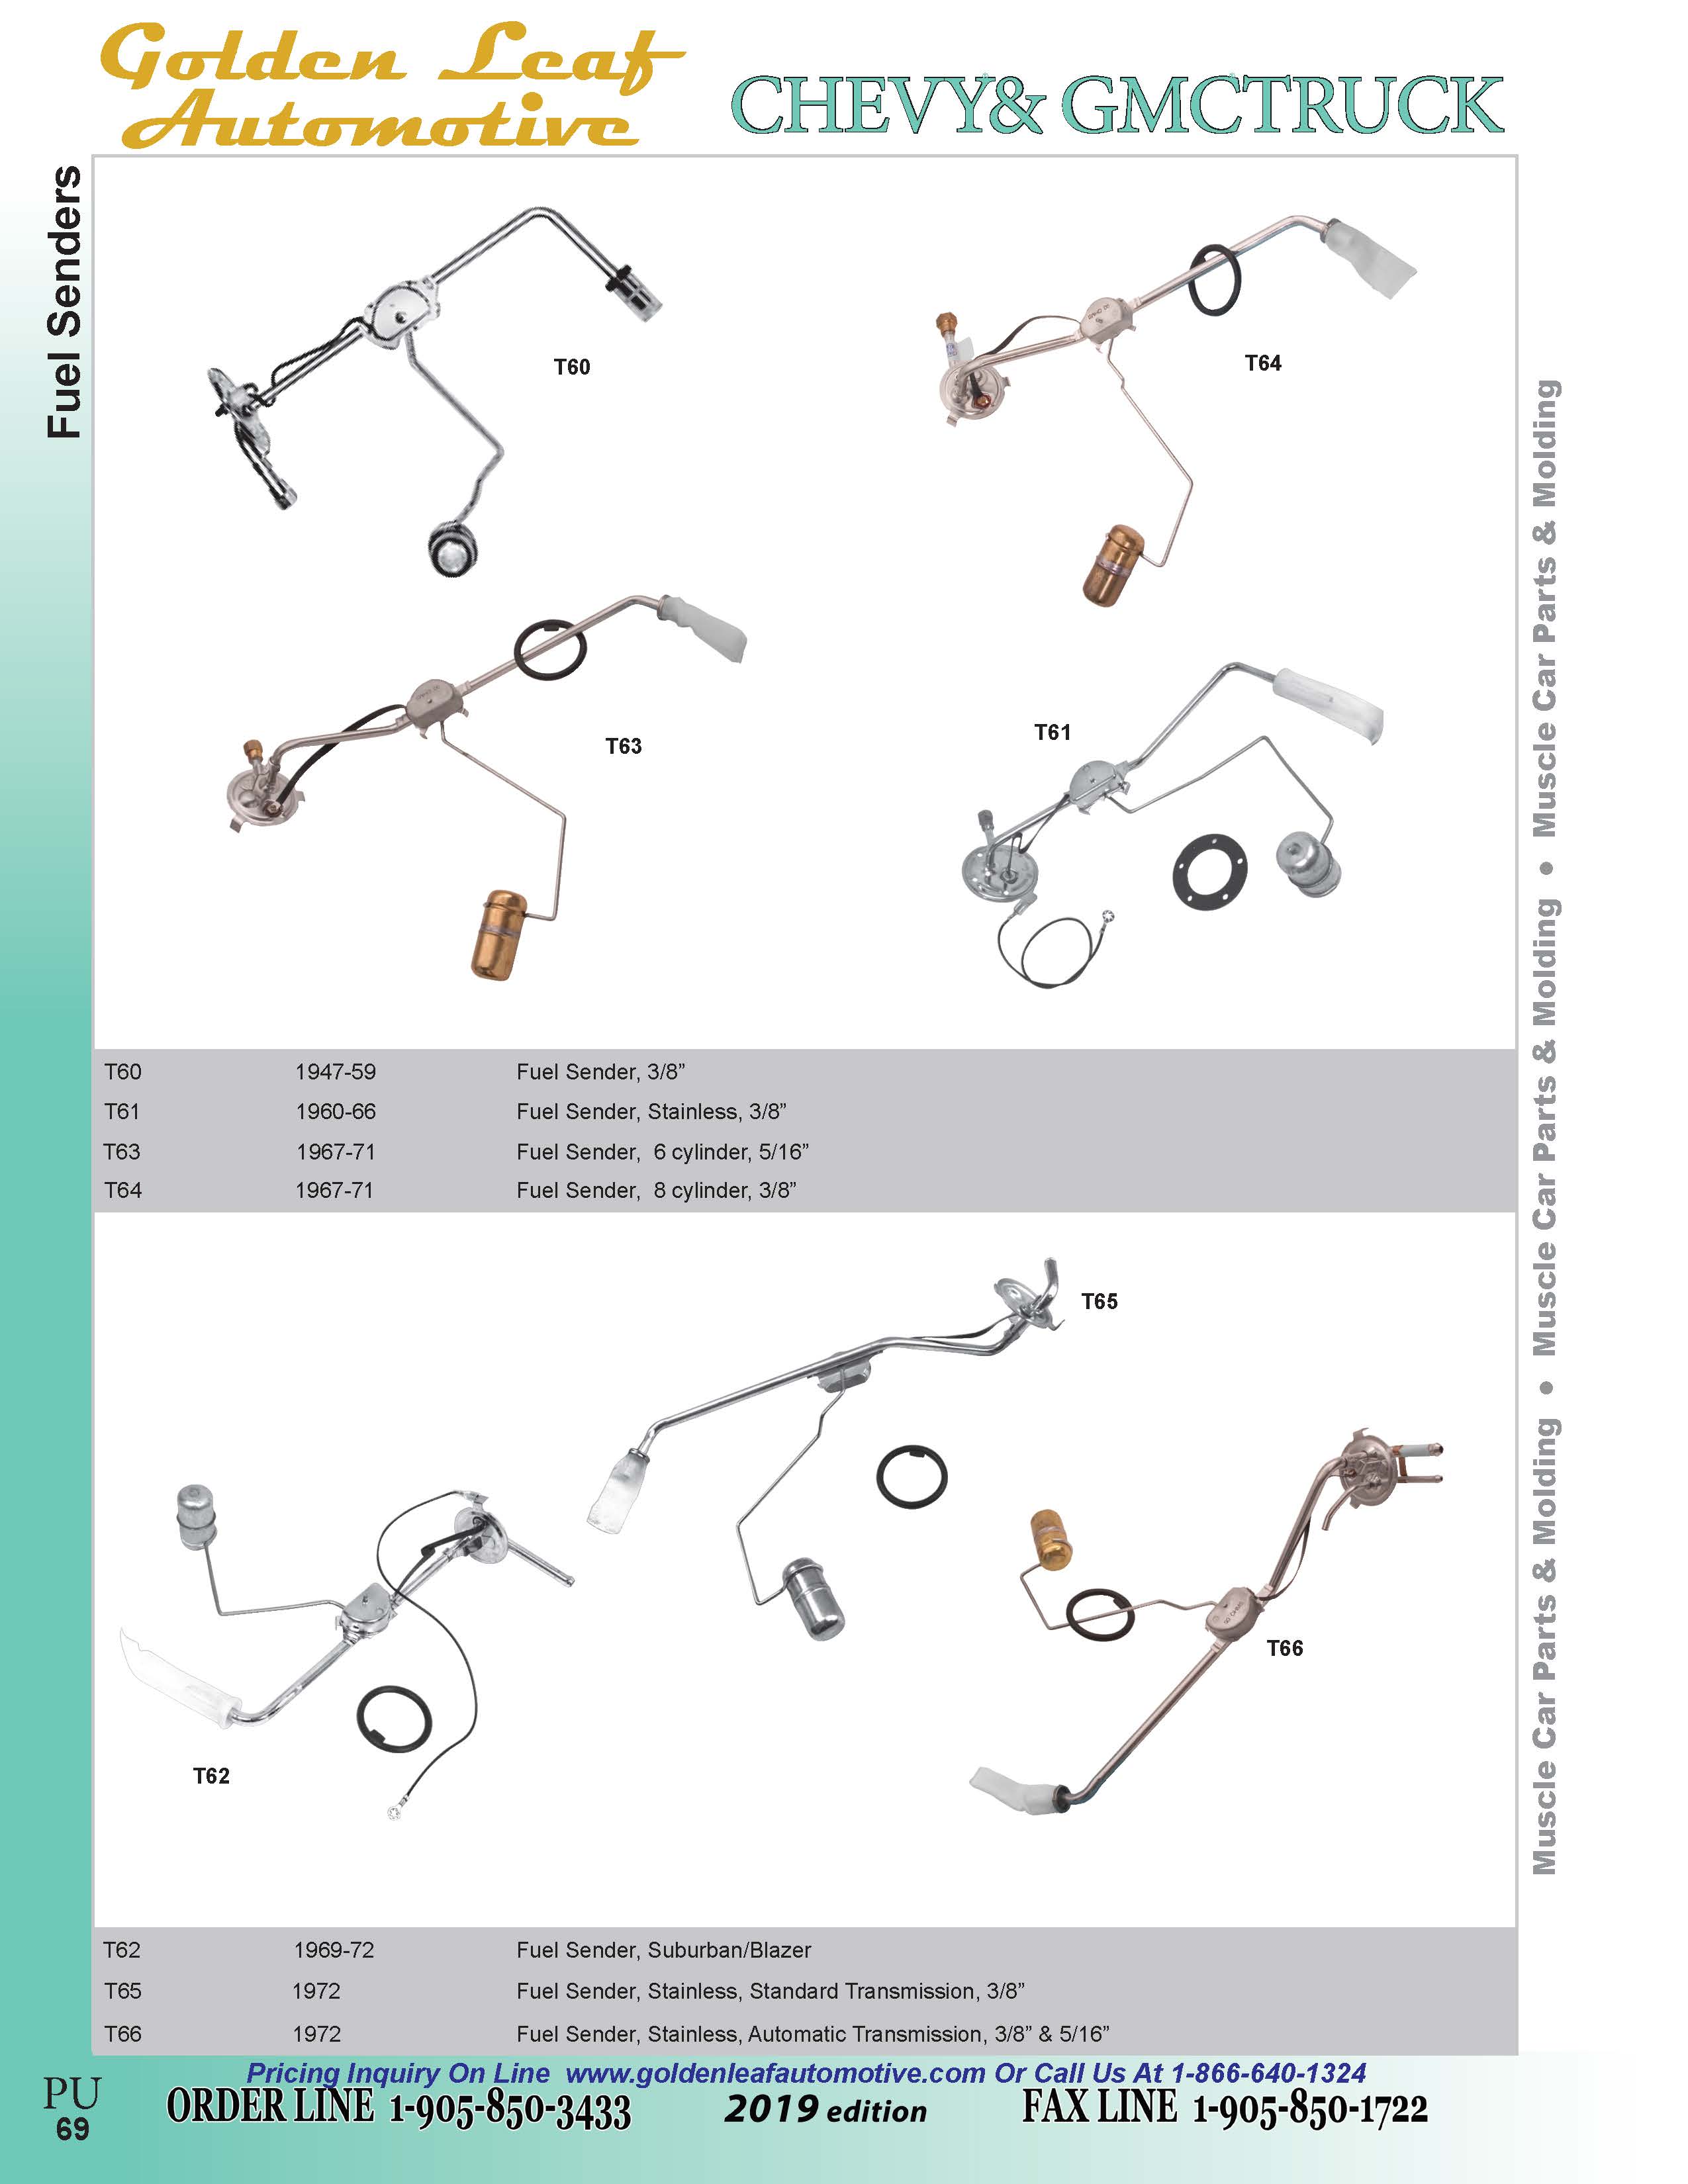 Golden Leaf
Automotive
CHEVY& GMCTRUCK
Fuel Senders
T60
T64
T63
T61
T60 1947-59 Fuel Sender, 3/8”
T61 1960-66 Fuel Sender, Stainless, 3/8”
T63 1967-71 Fuel Sender, 6 cylinder, 5/16”
T64 1967-71 Fuel Sender, 8 cylinder, 3/8”
T65
T66
T62
T62 1969-72 Fuel Sender, Suburban/Blazer
T65 1972 Fuel Sender, Stainless, Standard Transmission, 3/8”
T66 1972 Fuel Sender, Stainless, Automatic Transmission, 3/8” & 5/16”
Muscle Car Parts & Molding • Muscle Car Parts & Molding • Muscle Car Parts & Molding
Pricing Inquiry On Line www.goldenleafautomotive.com Or Call Us At 1-866-640-1324
PU
69
ORDER LINE 1-905-850-3433 2019 edition FAX LINE 1-905-850-1722